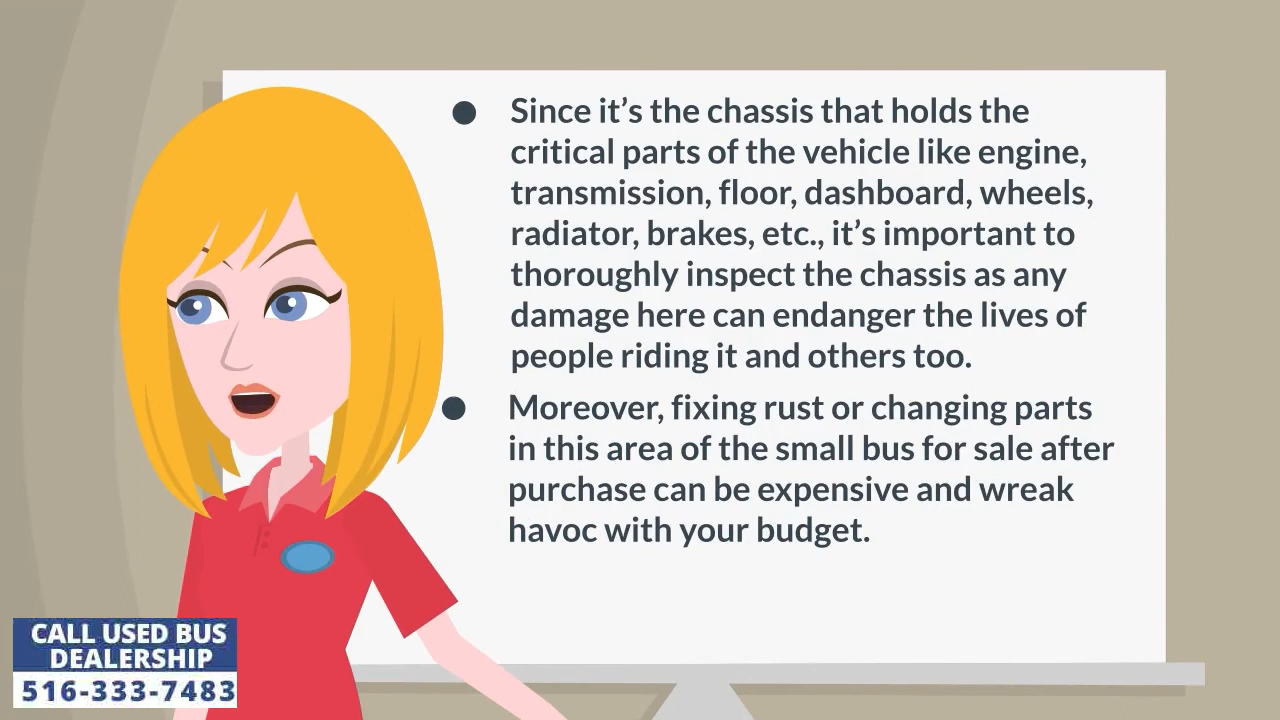 ● Since it’s the chassis that holds the
critical parts of the vehicle like engine,
transmission, floor, dashboard, wheels,
radiator, brakes, etc., it’s important to
thoroughly inspect the chassis as any
damage here can endanger the lives of
people riding it and others too.
● Moreover, fixing rust or changing parts
in this area of the small bus for sale after
purchase can be expensive and wreak
havoc with your budget.
CALL USED BUS
DEALERSHIP
516-333-7483